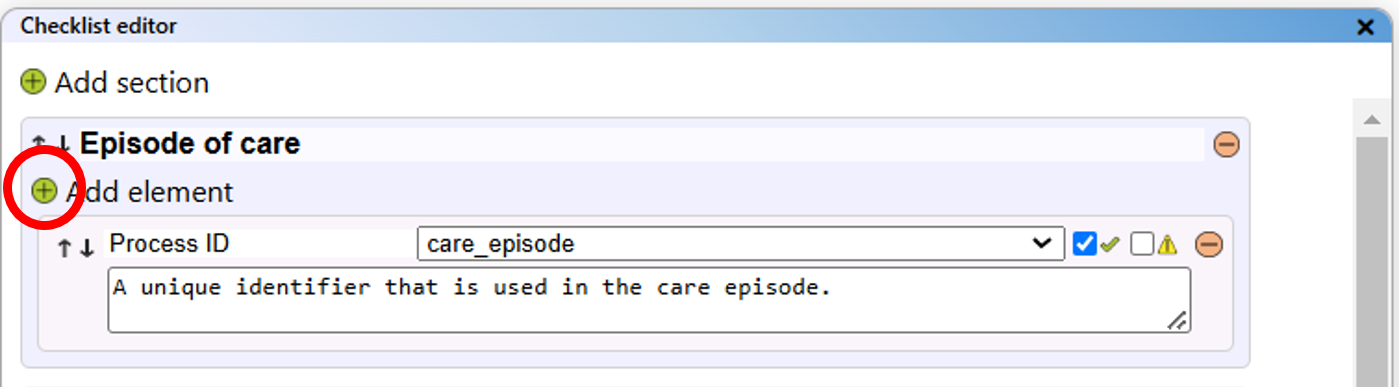 Checklist editor
Add section
Episode of care
Add element
Process ID care_episode
A unique identifier that is used in the care episode.